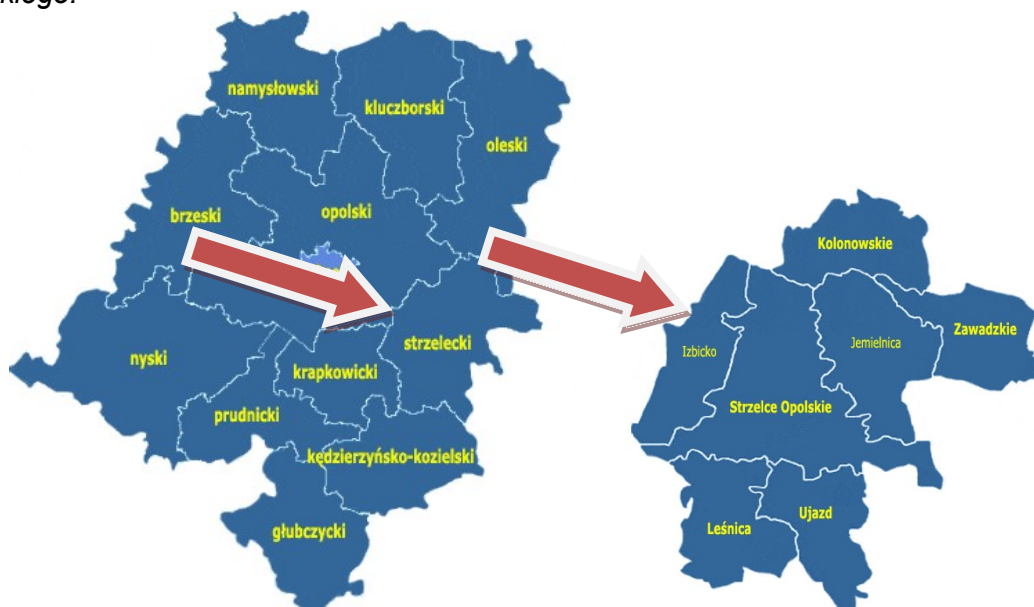 namysłowski
kluczborski
oleski
brzeski
opolski
nyski
strzelecki
krapkowicki
prudnicki
kędzierzyńsko-kozielski
głubczycki
Kolonowskie
Zawadzkie
Izbicko
Jemielnica
Strzelce Opolskie
Leśnica
Ujazd